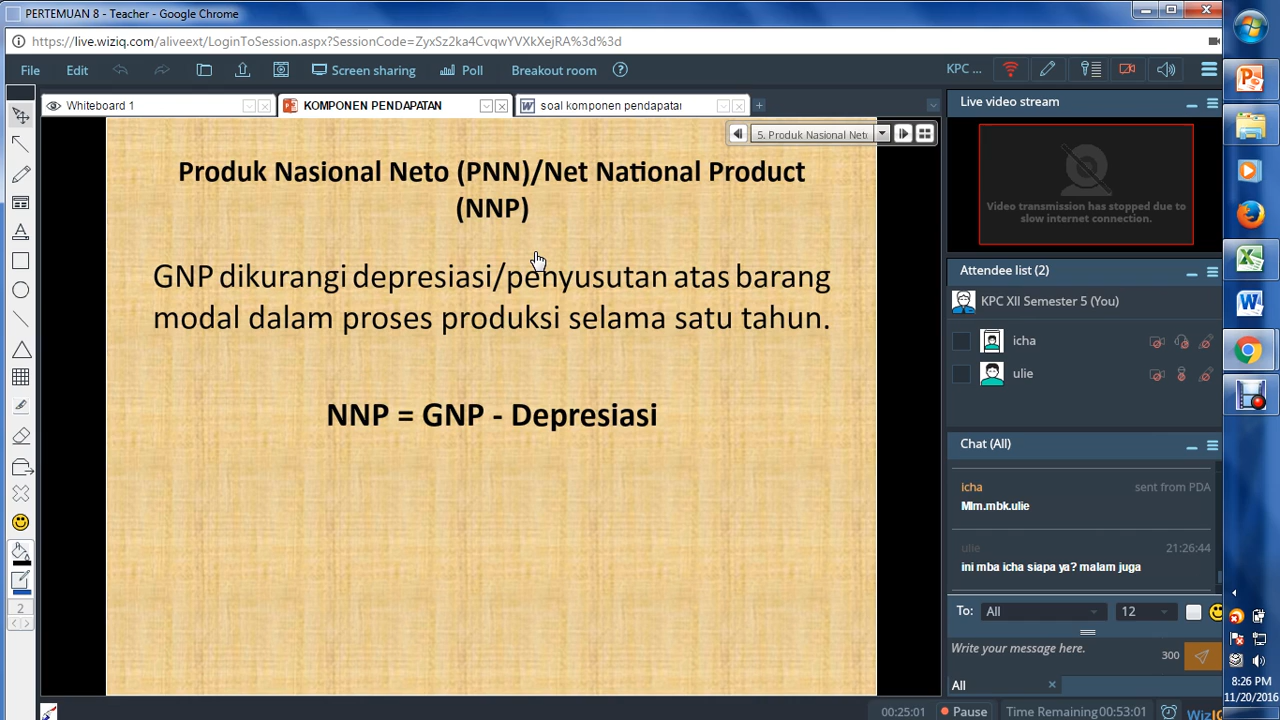 PERTEMUAN 8 - Teacher - Google Chrome
https://live.wiziq.com/aliveext/LoginToSession.aspx?SessionCode=ZyxSz2ka4CvqwYVXkXejRA%3d%3d
File Edit Screen sharing Poll Breakout room KPC ...
Whiteboard 1 KOMPONEN PENDAPATAN soal komponen pendapatan
5. Produk Nasional Net
Produk Nasional Neto (PNN)/Net National Product
(NNP)
GNP dikurangi depresiasi/penyusutan atas barang
modal dalam proses produksi selama satu tahun.
NNP = GNP - Depresiasi
Live video stream
Video transmission has stopped due to
slow internet connection.
Attendee list (2)
KPC XII Semester 5 (You)
icha
ulie
Chat (All)
icha sent from PDA
Mlm.mbk.ulie
ulie 21:26:44
ini mba icha siapa ya? malam juga
To: All 12
Write your message here. 300
All
2
00:25:01 Pause Time Remaining 00:53:01 WizIQ
8:26 PM
11/20/2016